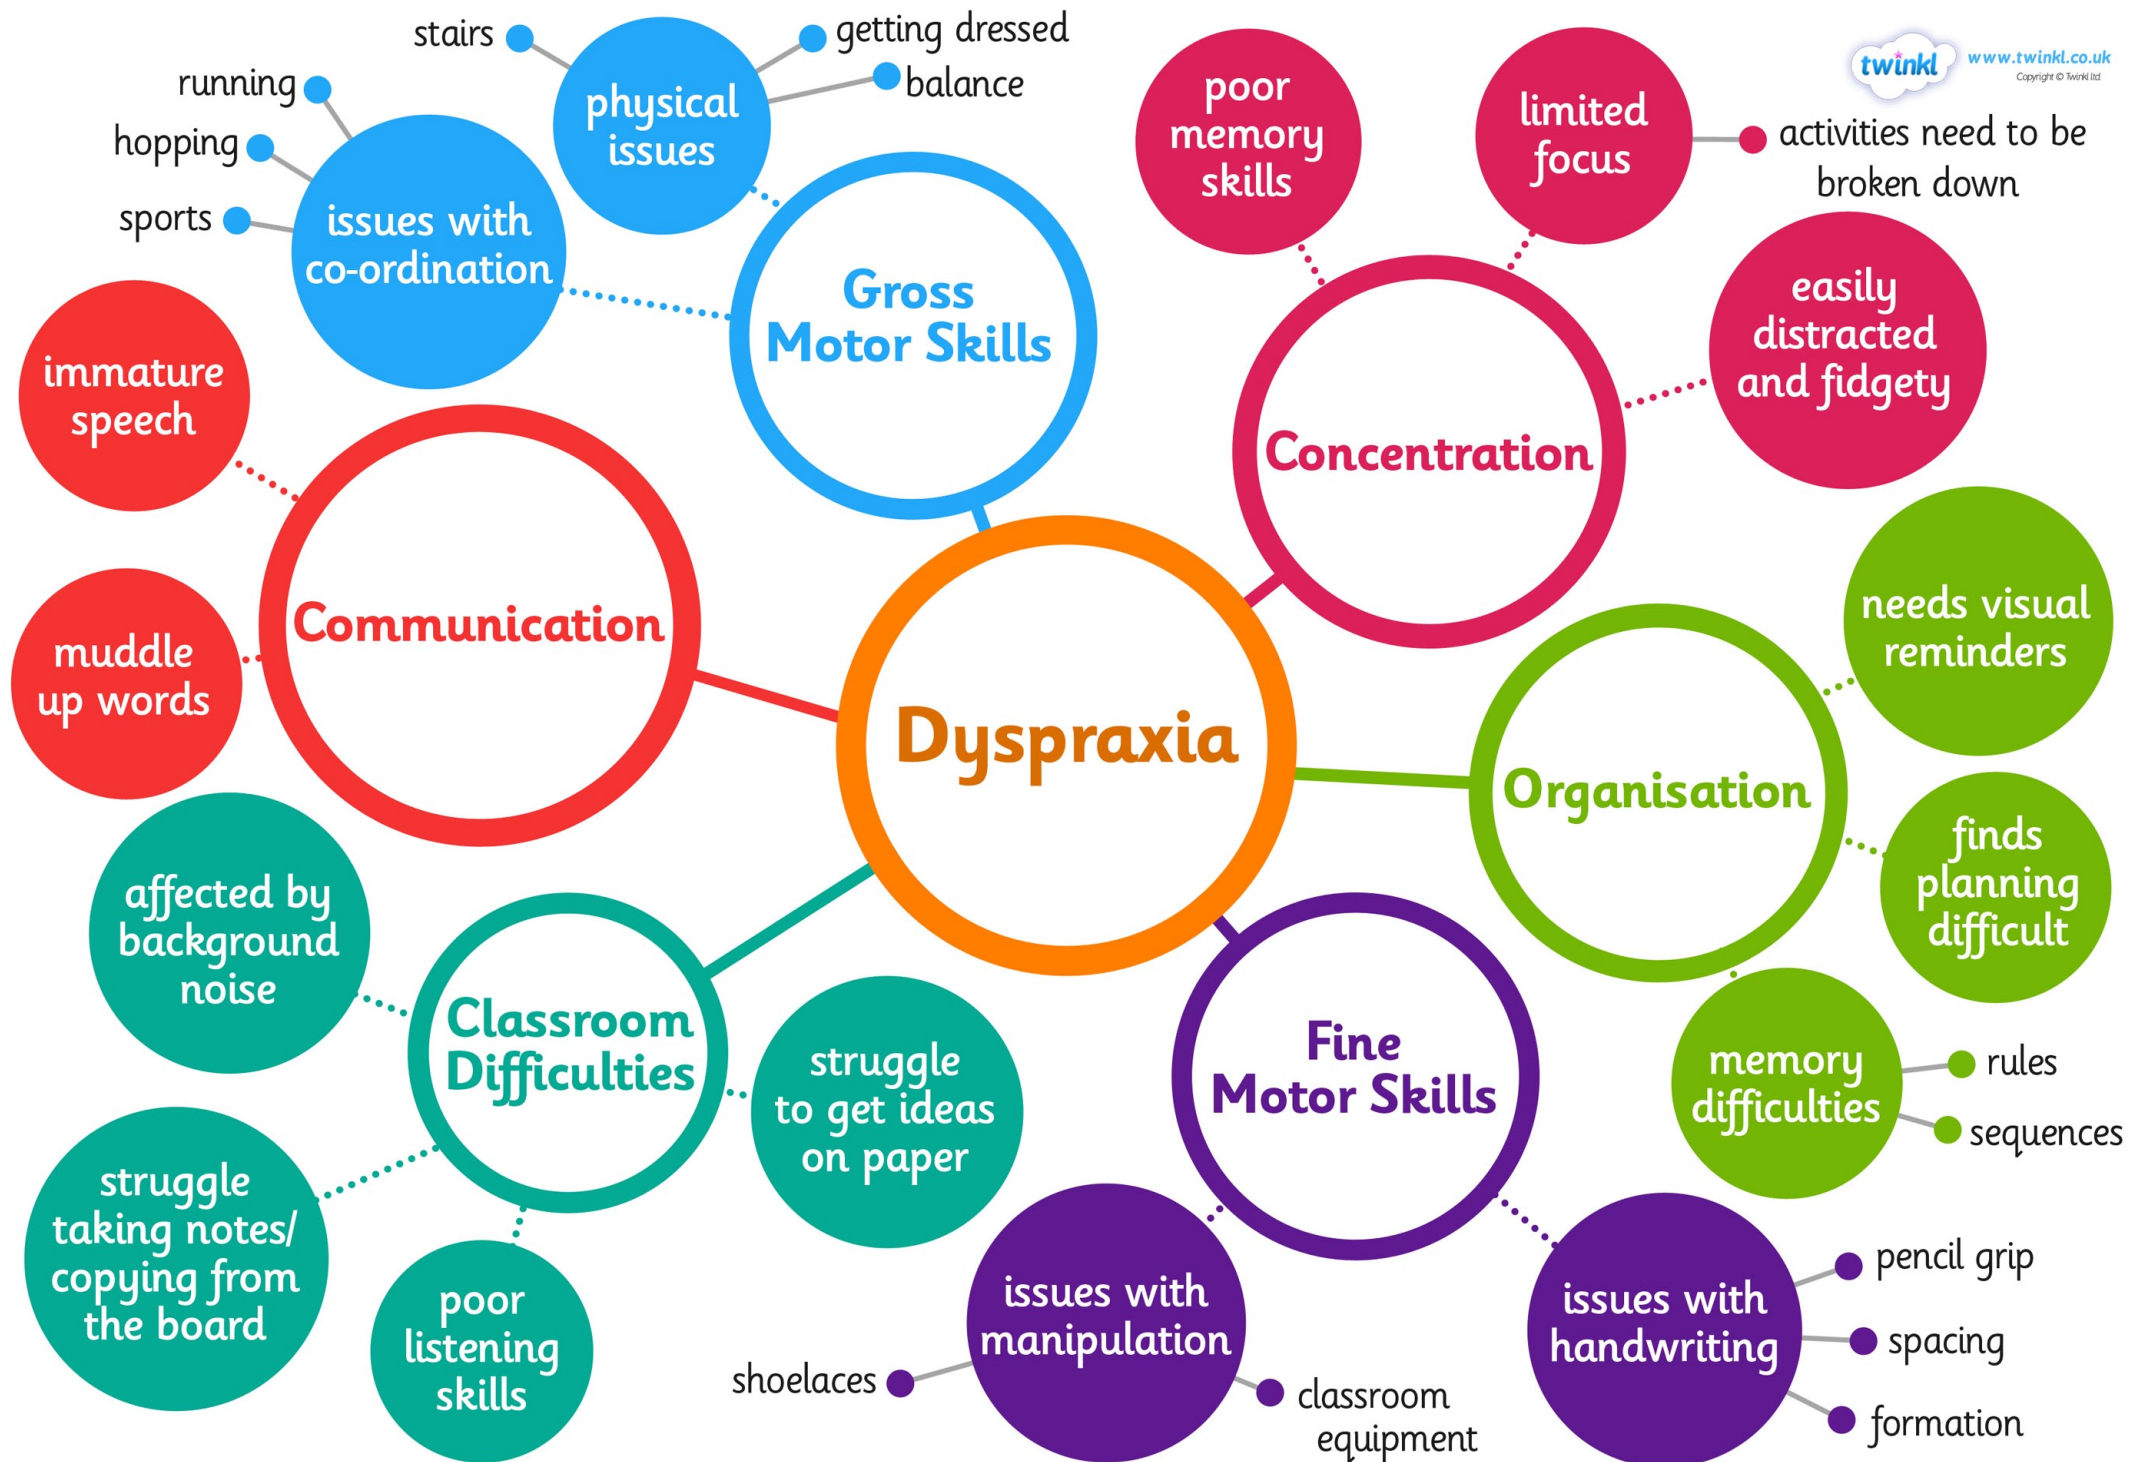 stairs
getting dressed
balance
running
hopping
sports
physical
issues
issues with
co-ordination
Gross
Motor Skills
poor
memory
skills
limited
focus
activities need to be
broken down
easily
distracted
and fidgety
Concentration
twinkl
www.twinkl.co.uk
Copyright © Twinkl ltd
immature
speech
muddle
up words
Communication
Dyspraxia
needs visual
reminders
Organisation
finds
planning
difficult
memory
difficulties
rules
sequences
affected by
background
noise
Classroom
Difficulties
struggle
to get ideas
on paper
struggle
taking notes/
copying from
the board
poor
listening
skills
Fine
Motor Skills
issues with
manipulation
shoelaces
classroom
equipment
issues with
handwriting
pencil grip
spacing
formation